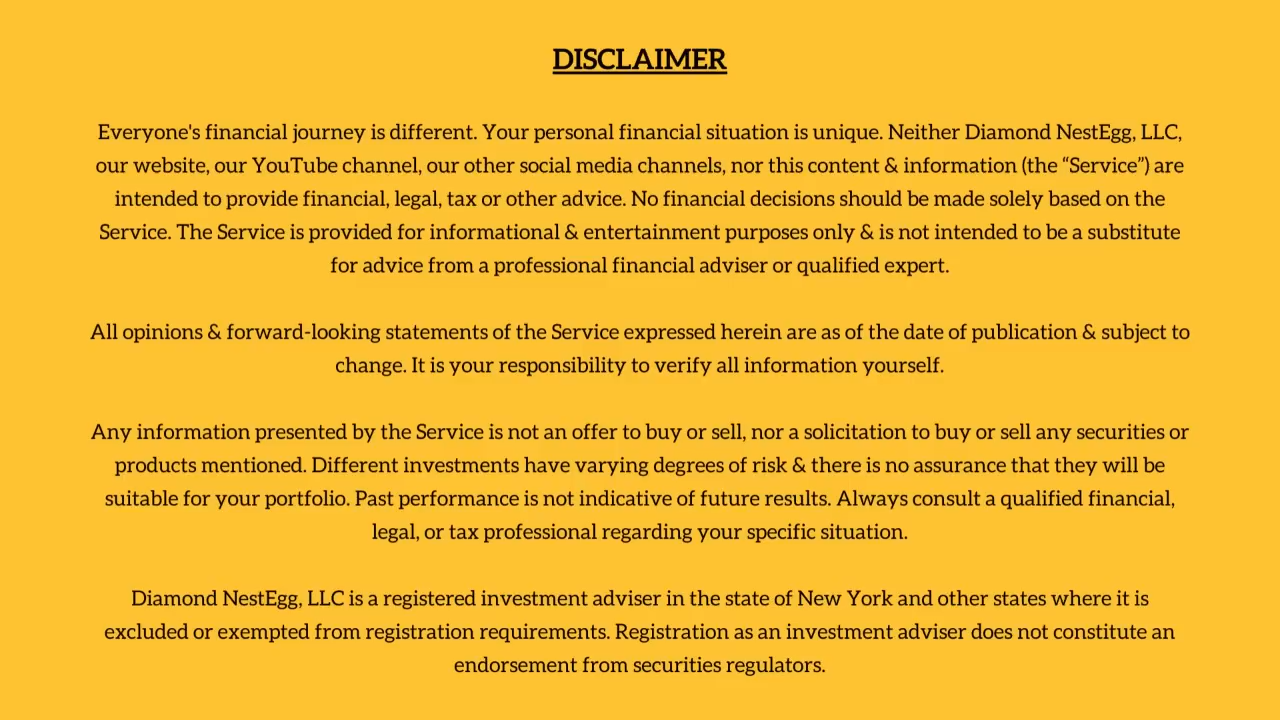 DISCLAIMER
Everyone's financial journey is different. Your personal financial situation is unique. Neither Diamond NestEgg, LLC,
our website, our YouTube channel, our other social media channels, nor this content & information (the “Service”) are
intended to provide financial, legal, tax or other advice. No financial decisions should be made solely based on the
Service. The Service is provided for informational & entertainment purposes only & is not intended to be a substitute
for advice from a professional financial adviser or qualified expert.
All opinions & forward-looking statements of the Service expressed herein are as of the date of publication & subject to
change. It is your responsibility to verify all information yourself.
Any information presented by the Service is not an offer to buy or sell, nor a solicitation to buy or sell any securities or
products mentioned. Different investments have varying degrees of risk & there is no assurance that they will be
suitable for your portfolio. Past performance is not indicative of future results. Always consult a qualified financial,
legal, or tax professional regarding your specific situation.
Diamond NestEgg, LLC is a registered investment adviser in the state of New York and other states where it is
excluded or exempted from registration requirements. Registration as an investment adviser does not constitute an
endorsement from securities regulators.